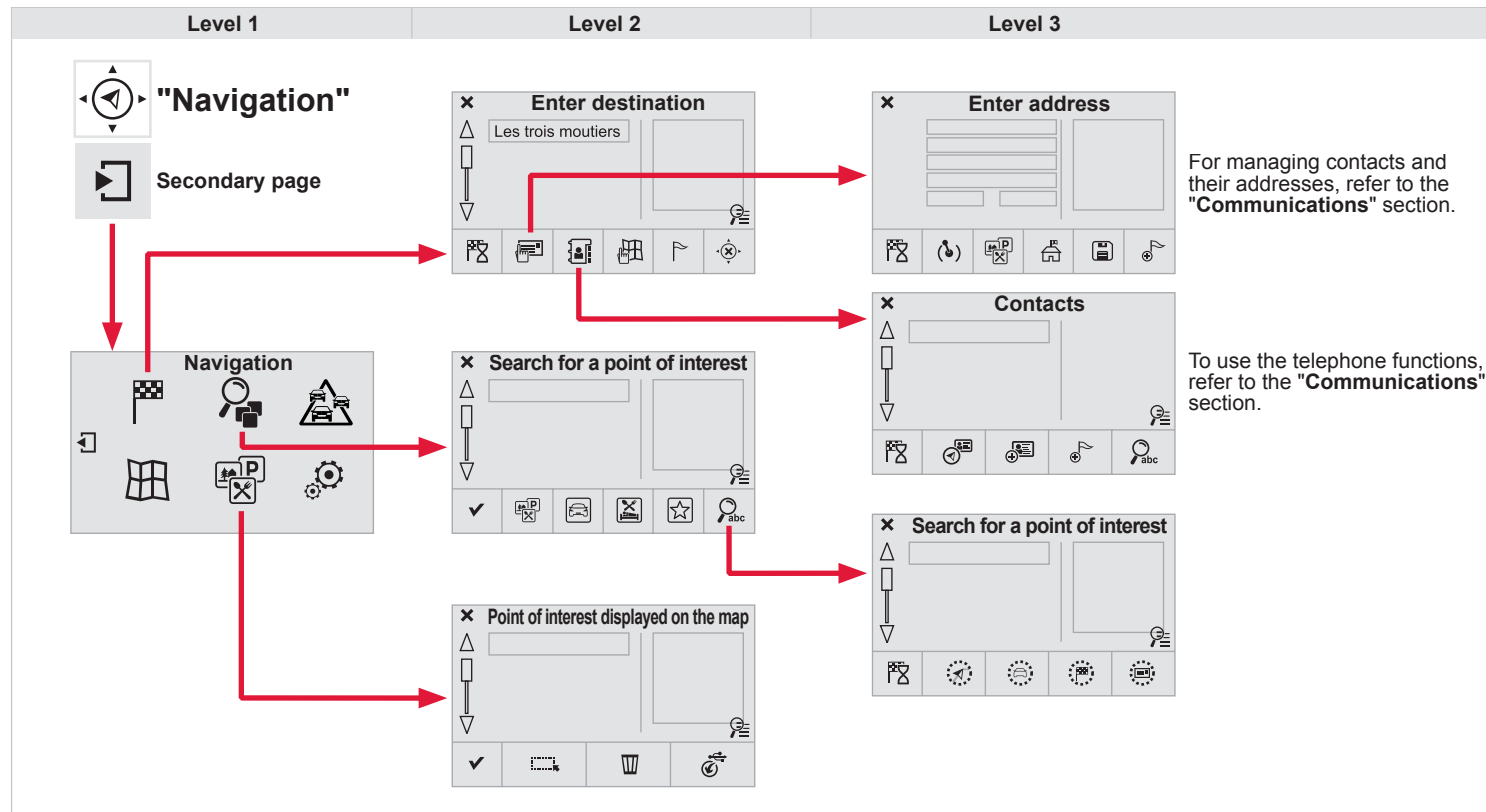 Level 1
Level 2
Level 3
"Navigation"
Secondary page
Navigation
P
Enter destination
Les trois moutiers
Search for a point of interest
P
abc
Point of interest displayed on the map
Enter address
P
For managing contacts and
their addresses, refer to the
"Communications" section.
Contacts
abc
To use the telephone functions,
refer to the "Communications"
section.
Search for a point of interest